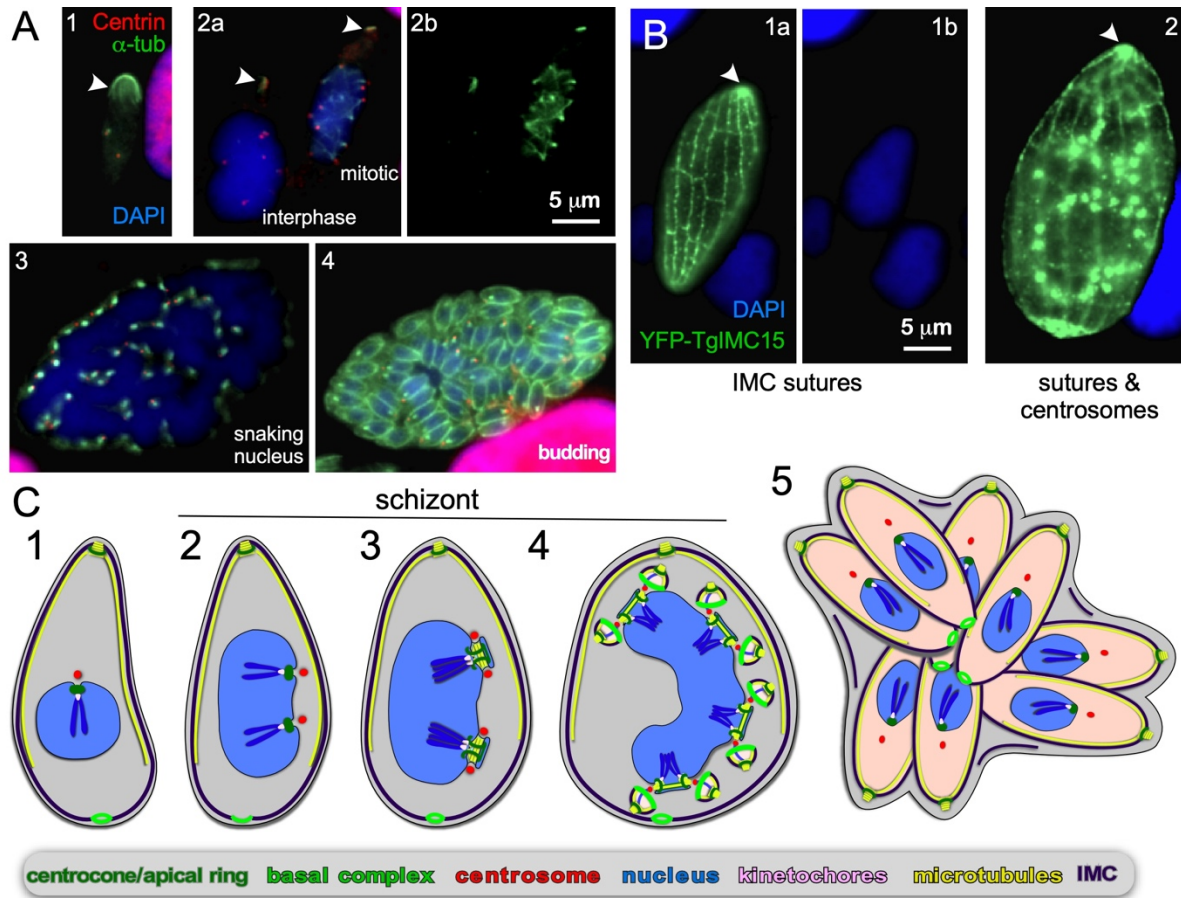 A
1
Centrin
α-tub
DAPI
2a
interphase
mitotic
2b
5 μm
3
snaking
nucleus
4
budding
B
1a
DAPI
YFP-TgIMC15
1b
5 μm
IMC sutures
2
sutures &
centrosomes
C
schizont
1
2
3
4
5
centrocone/apical ring basal complex centrosome nucleus kinetochores microtubules IMC